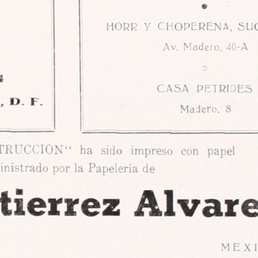 HORR Y CHOPERENA, SUC
Av. Madero, 40-A
CASA PETRIDES
Madero, 8
, D. F.
TRUCCION" ha sido impreso con papel
inistrado por la Papelería de
tierrez Alvare
MEXI